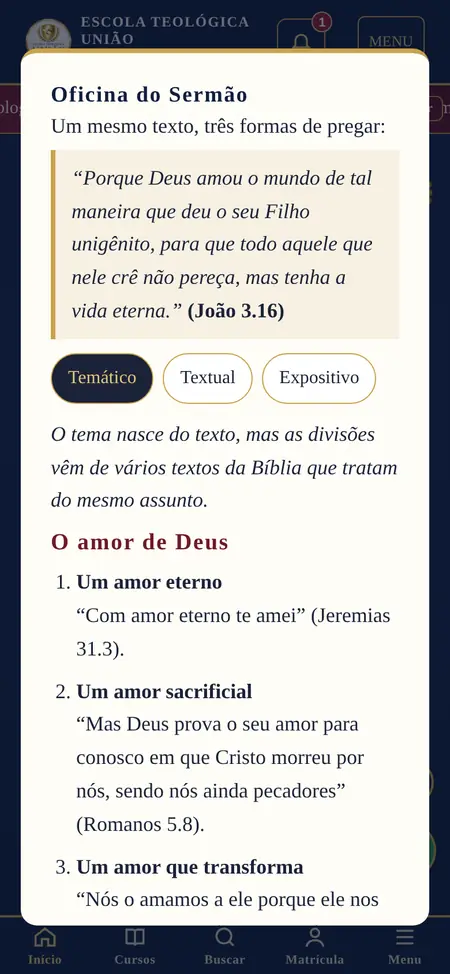 ESCOLA TEOLÓGICA
UNIÃO
1
MENU
Oficina do Sermão
Um mesmo texto, três formas de pregar:
“Porque Deus amou o mundo de tal
maneira que deu o seu Filho
unigênito, para que todo aquele que
nele crê não pereça, mas tenha a
vida eterna.” (João 3.16)
Temático
Textual
Expositivo
O tema nasce do texto, mas as divisões
vêm de vários textos da Bíblia que tratam
do mesmo assunto.
O amor de Deus
1. Um amor eterno
“Com amor eterno te amei” (Jeremias
31.3).
2. Um amor sacrificial
“Mas Deus prova o seu amor para
conosco em que Cristo morreu por
nós, sendo nós ainda pecadores”
(Romanos 5.8).
3. Um amor que transforma
“Nós o amamos a ele porque ele nos
Início
Cursos
Buscar
Matrícula
Menu